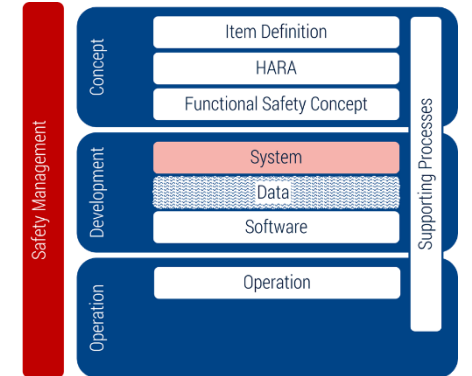 Safety Management
Concept
Item Definition
HARA
Functional Safety Concept
Development
System
Data
Software
Operation
Operation
Supporting Processes